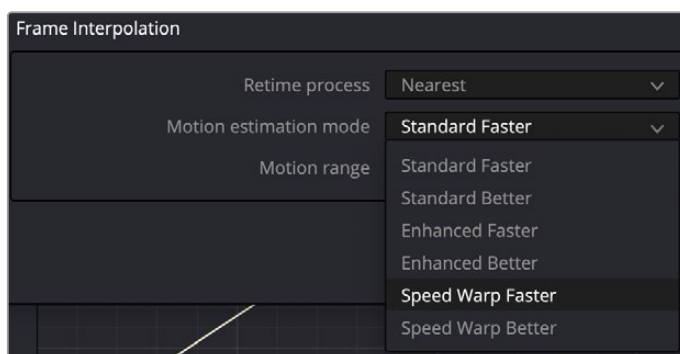 Frame Interpolation
Retime process Nearest
Motion estimation mode Standard Faster
Motion range Standard Faster
Standard Better
Enhanced Faster
Enhanced Better
Speed Warp Faster
Speed Warp Better